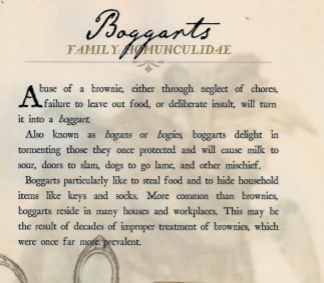 Boggarts
FAMILY HOMUNCULIDAE
Abuse of a brownie, either through neglect of chores,
failure to leave out food, or deliberate insult, will turn
it into a boggart.
Also known as bogans or bogies, boggarts delight in
tormenting those they once protected and will cause milk to
sour, doors to slam, dogs to go lame, and other mischief.
Boggarts particularly like to steal food and to hide household
items like keys and socks. More common than brownies,
boggarts reside in many houses and workplaces. This may be
the result of decades of improper treatment of brownies, which
were once far more prevalent.